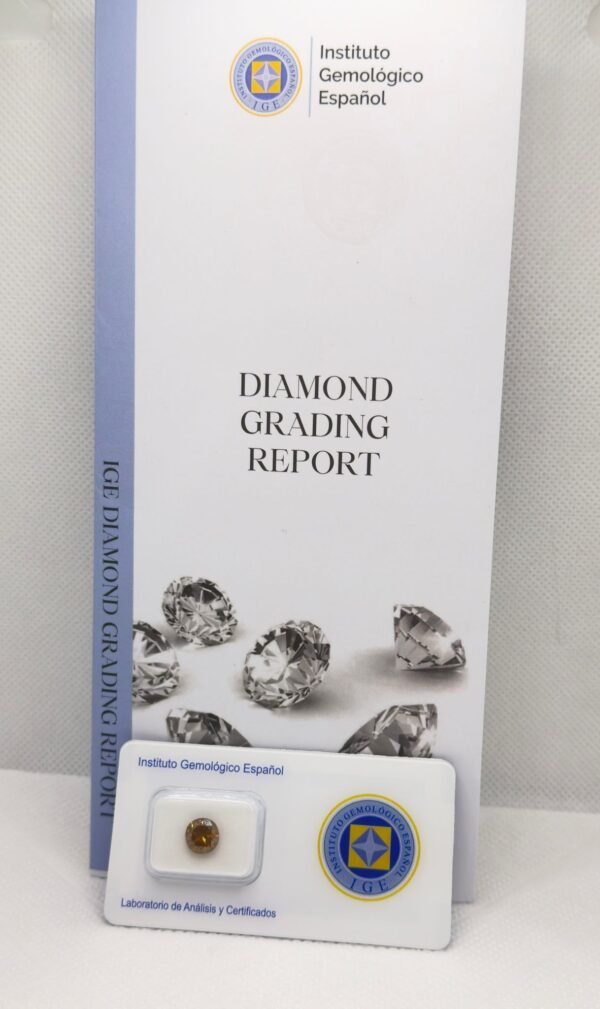 INSTITUTO GEMOLÓGICO ESPAÑOL
IGE
Instituto
Gemológico
Español
DIAMOND
GRADING
REPORT
IGE DIAMOND GRADING REPORT
Instituto Gemológico Español
INSTITUTO GEMOLÓGICO ESPAÑOL
IGE
Laboratorio de Análisis y Certificados